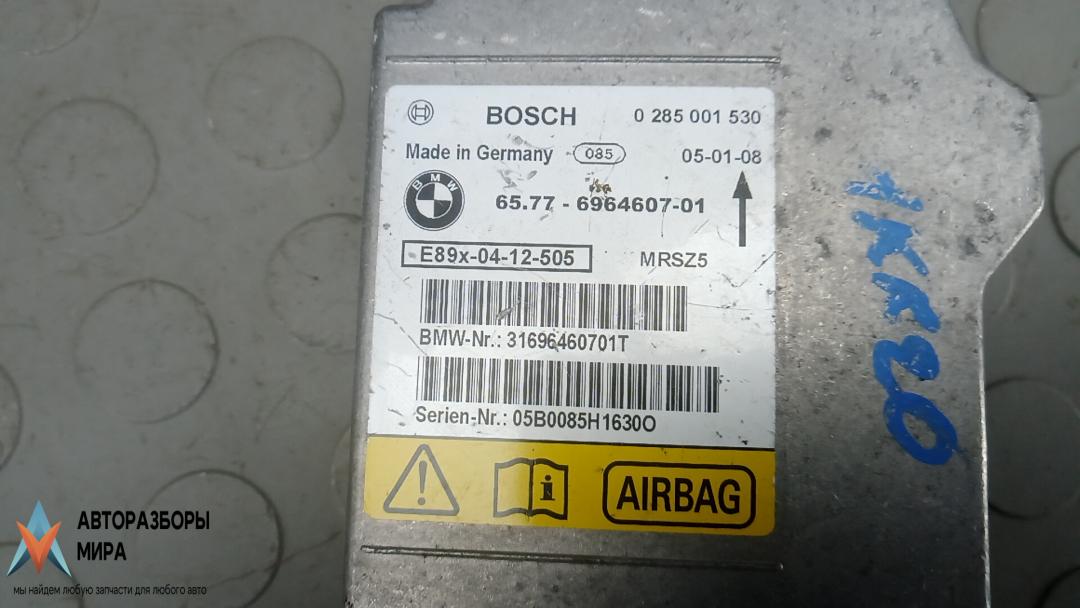 BOSCH 0 285 001 530
Made in Germany 085 05-01-08
BMW
65.77 - 6964607-01
E89x-04-12-505 MRSZ5
BMW-Nr.: 31696460701T
Serien-Nr.: 05B0085H1630O
AIRBAG
АВТОРАЗБОРЫ
МИРА
мы найдем любую запчасти для любого авто